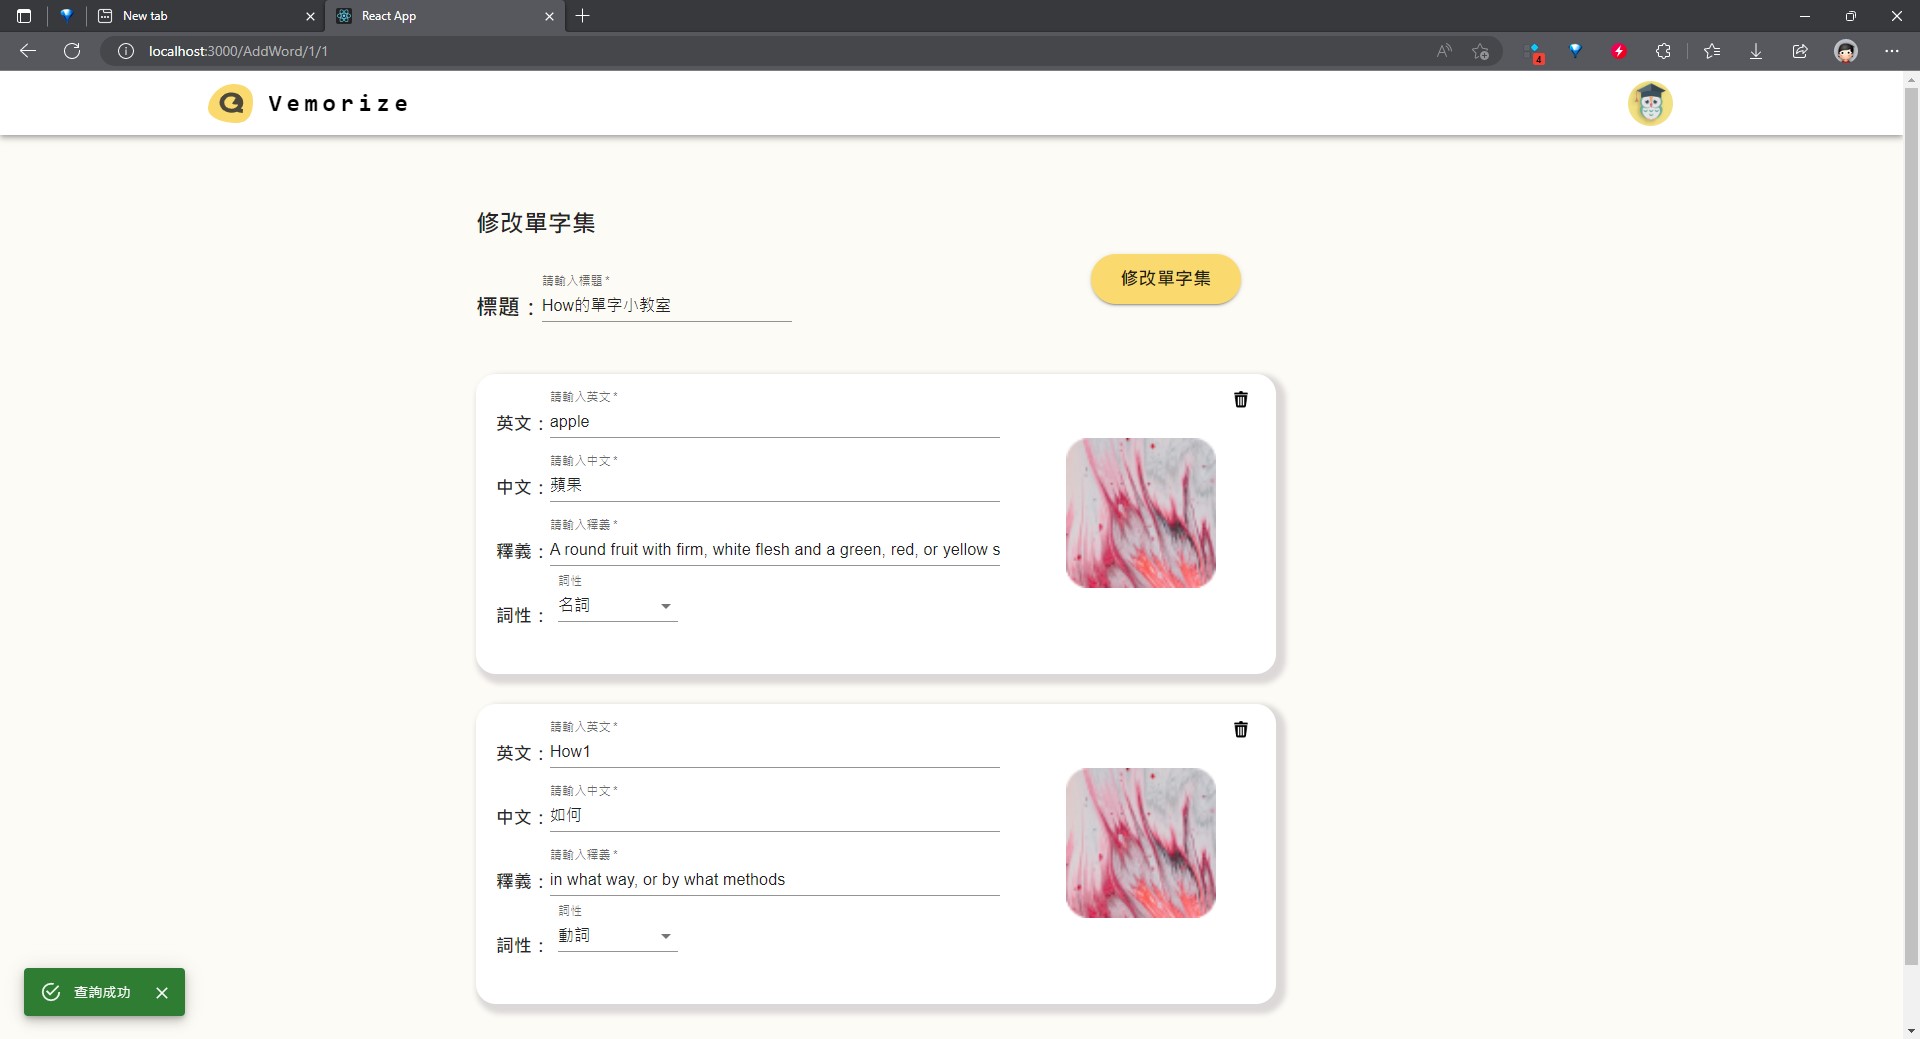 New tab
React App
localhost:3000/AddWord/1/1
4
Vemorize
修改單字集
請輸入標題 *
標題：How的單字小教室
修改單字集
請輸入英文 *
英文：apple
請輸入中文 *
中文：蘋果
請輸入釋義 *
釋義：A round fruit with firm, white flesh and a green, red, or yellow s
詞性
詞性：名詞
請輸入英文 *
英文：How1
請輸入中文 *
中文：如何
請輸入釋義 *
釋義：in what way, or by what methods
詞性
詞性：動詞
查詢成功